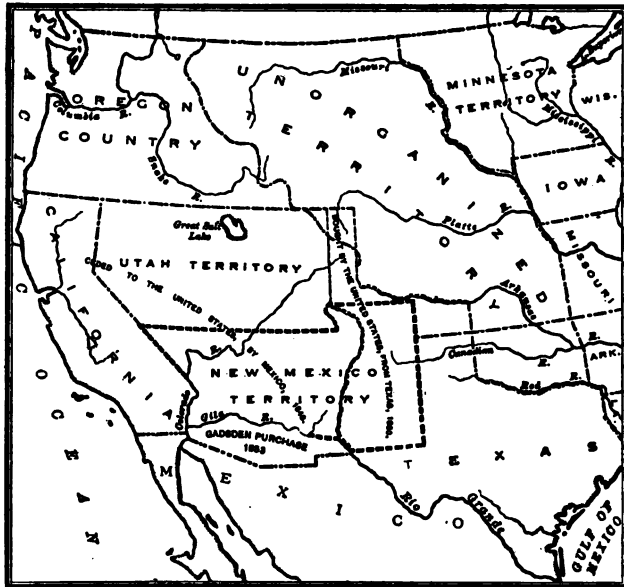 PACIFIC OCEAN
OREGON COUNTRY
Columbia R.
Snake R.
UNORGANIZED TERRITORY
Missouri R.
MINNESOTA TERRITORY
WIS.
Mississippi R.
IOWA
MISSOURI
Platte R.
Arkansas R.
CALIFORNIA
Great Salt Lake
UTAH TERRITORY
CEDED TO THE UNITED STATES, BY MEXICO,
BOUGHT BY THE UNITED STATES, FROM TEXAS, 1850.
Canadian R.
ARK.
Red R.
NEW MEXICO TERRITORY
Colorado R.
Gila R.
GADSDEN PURCHASE
1853
TEXAS
LA.
MEXICO
Rio Grande
GULF OF MEXICO